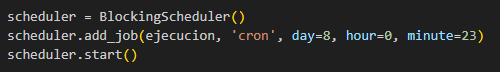 scheduler = BlockingScheduler()
scheduler.add_job(ejecucion, 'cron', day=8, hour=0, minute=23)
scheduler.start()